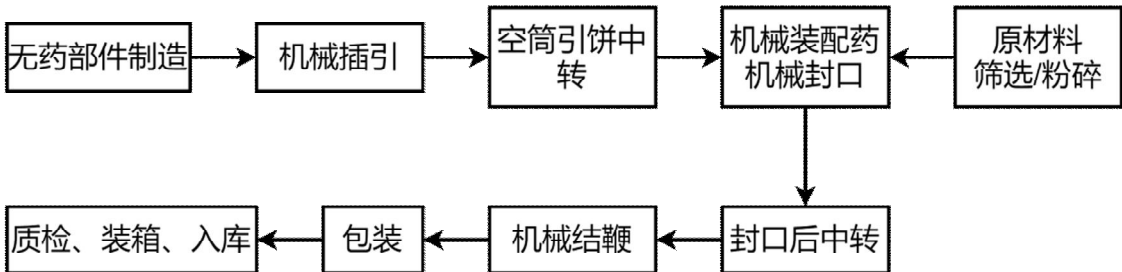 无药部件制造
机械插引
空筒引饼中
转
机械装配药
机械封口
原材料
筛选/粉碎
质检、装箱、入库
包装
机械结鞭
封口后中转